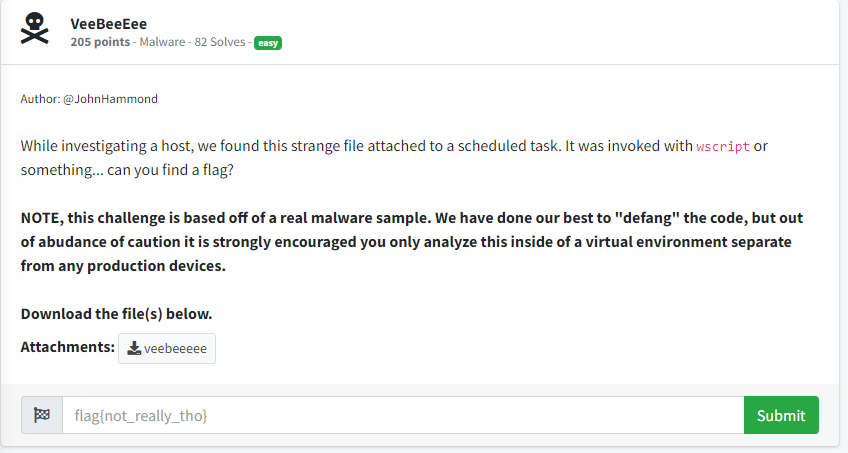 VeeBeeEee
205 points - Malware - 82 Solves - easy
Author: @JohnHammond
While investigating a host, we found this strange file attached to a scheduled task. It was invoked with wscript or
something... can you find a flag?
NOTE, this challenge is based off of a real malware sample. We have done our best to "defang" the code, but out
of abudance of caution it is strongly encouraged you only analyze this inside of a virtual environment separate
from any production devices.
Download the file(s) below.
Attachments: veebeeeee
flag{not_really_tho} Submit